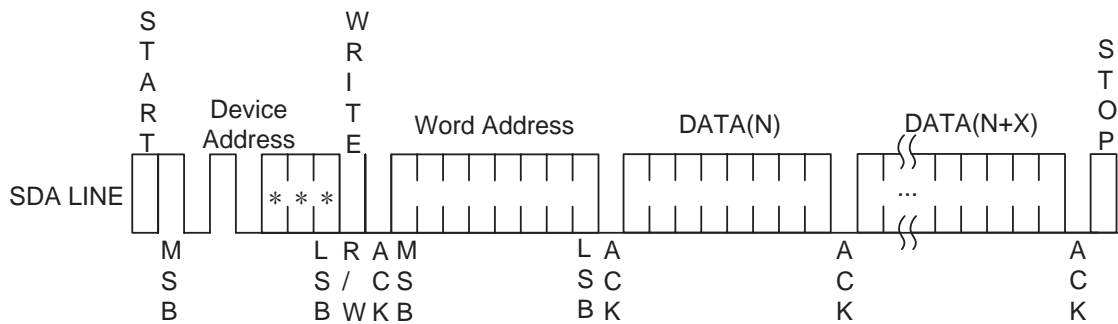 START
WRITE
STOP
Device
Address
Word Address
DATA(N)
DATA(N+X)
SDA LINE
* * *
...
MSB
LSB
R/W
ACK
MSB
LSB
ACK
ACK
ACK